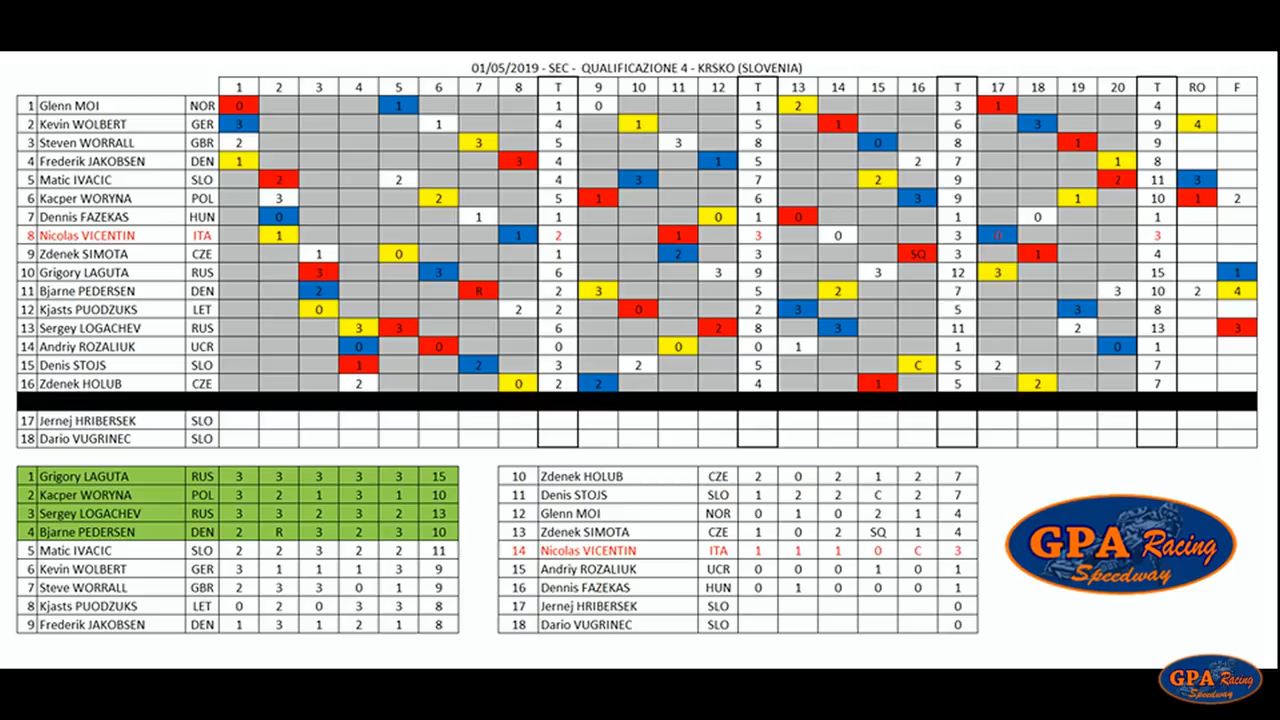 01/05/2019 - SEC - QUALIFICAZIONE 4 - KRSKO (SLOVENIA)
1 2 3 4 5 6 7 8 T 9 10 11 12 T 13 14 15 16 T 17 18 19 20 T RO F
1 Glenn MOI NOR 0 1 1 0 1 2 3 1 4
2 Kevin WOLBERT GER 3 1 4 1 5 1 6 3 9 4
3 Steven WORRALL GBR 2 3 5 3 8 0 8 1 9
4 Frederik JAKOBSEN DEN 1 3 4 1 5 2 7 1 8
5 Matic IVACIC SLO 2 2 4 3 7 2 9 2 11 3
6 Kacper WORYNA POL 3 2 5 1 6 3 9 1 10 1 2
7 Dennis FAZEKAS HUN 0 1 1 0 1 0 1 0 1
8 Nicolas VICENTIN ITA 1 1 2 1 3 0 3 0 3
9 Zdenek SIMOTA CZE 1 0 1 2 3 SQ 3 1 4
10 Grigory LAGUTA RUS 3 3 6 3 9 3 12 3 15 1
11 Bjarne PEDERSEN DEN 2 R 2 3 5 2 7 3 10 2 4
12 Kjasts PUODZUKS LET 0 2 2 0 2 3 5 3 8
13 Sergey LOGACHEV RUS 3 3 6 2 8 3 11 2 13 3
14 Andriy ROZALIUK UCR 0 0 0 0 0 1 1 0 1
15 Denis STOJS SLO 1 2 3 2 5 C 5 2 7
16 Zdenek HOLUB CZE 2 0 2 2 4 1 5 2 7
17 Jernej HRIBERSEK SLO
18 Dario VUGRINEC SLO
1 Grigory LAGUTA RUS 3 3 3 3 3 15
2 Kacper WORYNA POL 3 2 1 3 1 10
3 Sergey LOGACHEV RUS 3 3 2 3 2 13
4 Bjarne PEDERSEN DEN 2 R 3 2 3 10
5 Matic IVACIC SLO 2 2 3 2 2 11
6 Kevin WOLBERT GER 3 1 1 1 3 9
7 Steve WORRALL GBR 2 3 3 0 1 9
8 Kjasts PUODZUKS LET 0 2 0 3 3 8
9 Frederik JAKOBSEN DEN 1 3 1 2 1 8
10 Zdenek HOLUB CZE 2 0 2 1 2 7
11 Denis STOJS SLO 1 2 2 C 2 7
12 Glenn MOI NOR 0 1 0 2 1 4
13 Zdenek SIMOTA CZE 1 0 2 SQ 1 4
14 Nicolas VICENTIN ITA 1 1 1 0 C 3
15 Andriy ROZALIUK UCR 0 0 0 1 0 1
16 Dennis FAZEKAS HUN 0 1 0 0 0 1
17 Jernej HRIBERSEK SLO 0
18 Dario VUGRINEC SLO 0
GPA Racing
Speedway
GPA Racing
Speedway